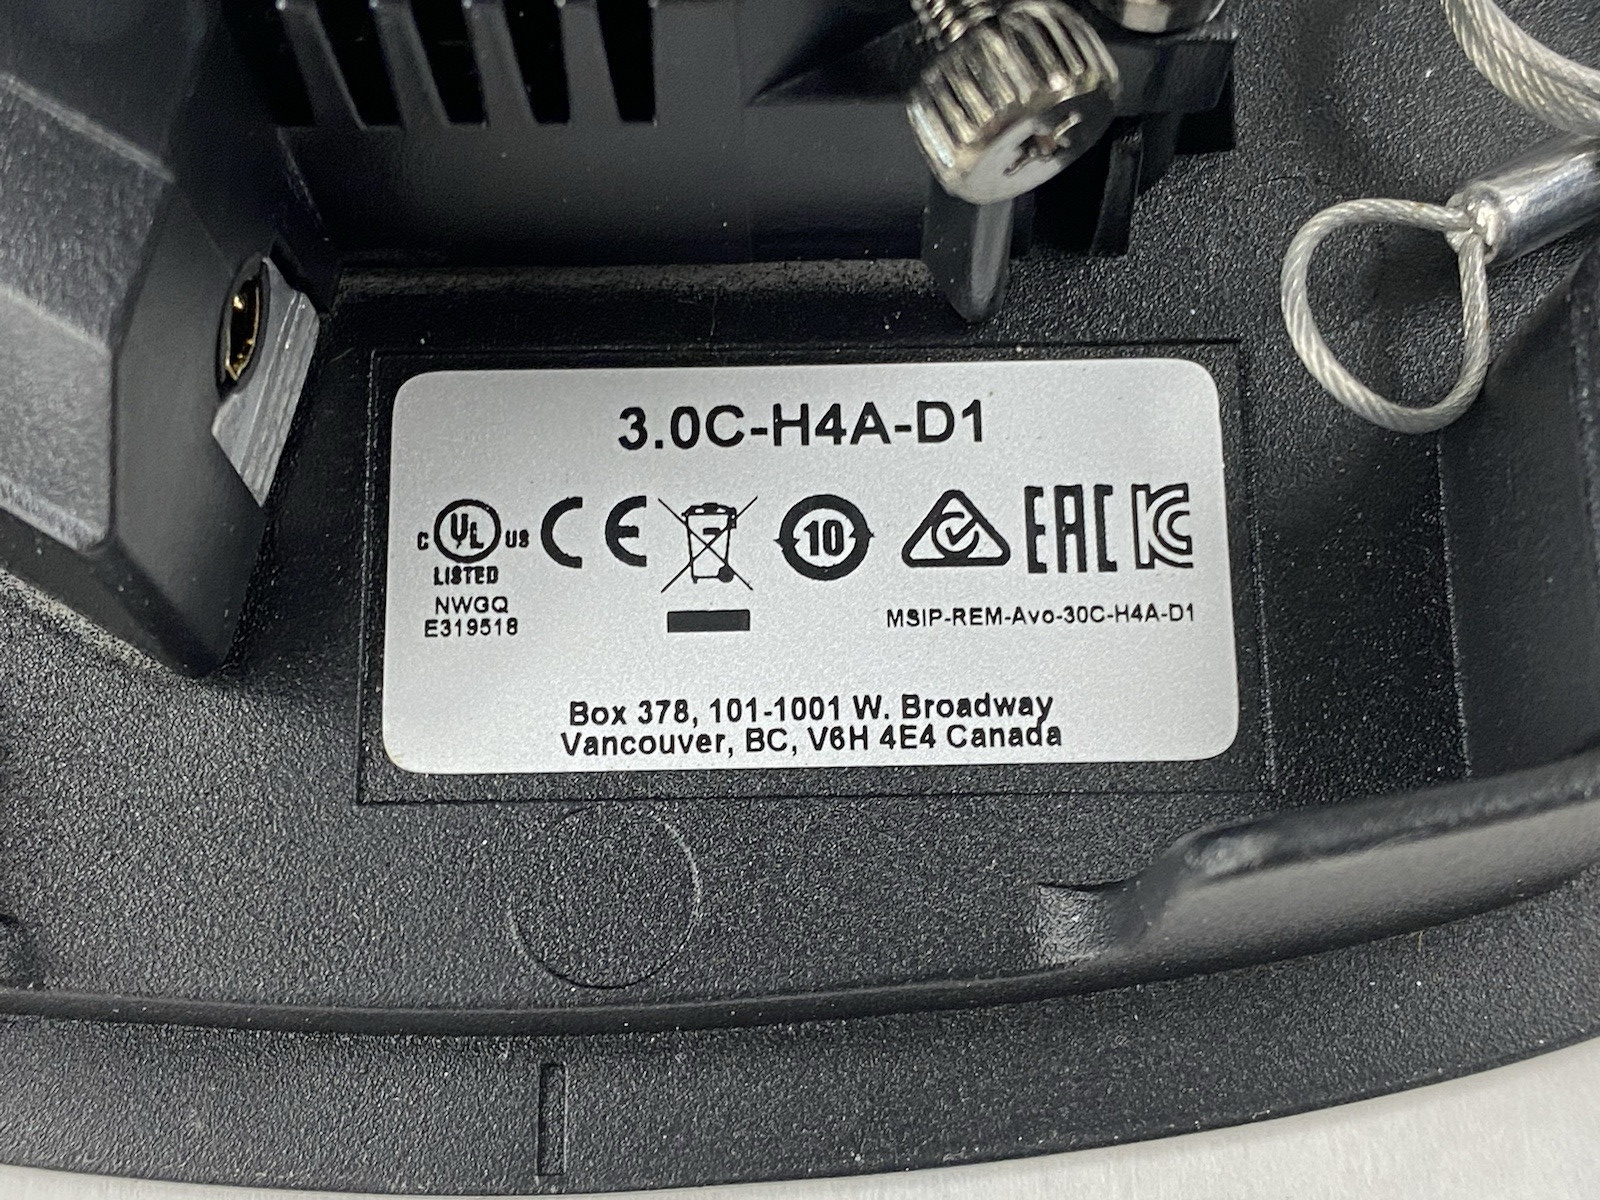 3.0C-H4A-D1
C UL US CE 10 EAC KC
LISTED
NWGQ
E319518
MSIP-REM-Avo-30C-H4A-D1
Box 378, 101-1001 W. Broadway
Vancouver, BC, V6H 4E4 Canada